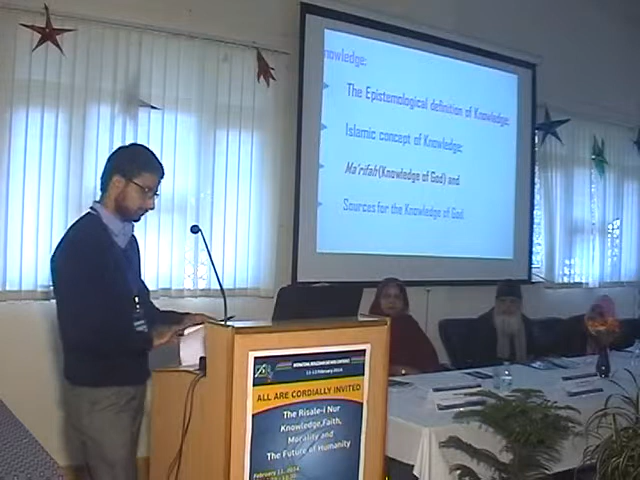 nowledge:
The Epistemological definition of Knowledge;
Islamic concept of Knowledge;
Ma'rifah (Knowledge of God) and
Sources for the Knowledge of God.
ALL ARE CORDIALLY INVITED
The Risale-i Nur
Knowledge, Faith,
Morality and
The Future of Humanity
February 11, 2014